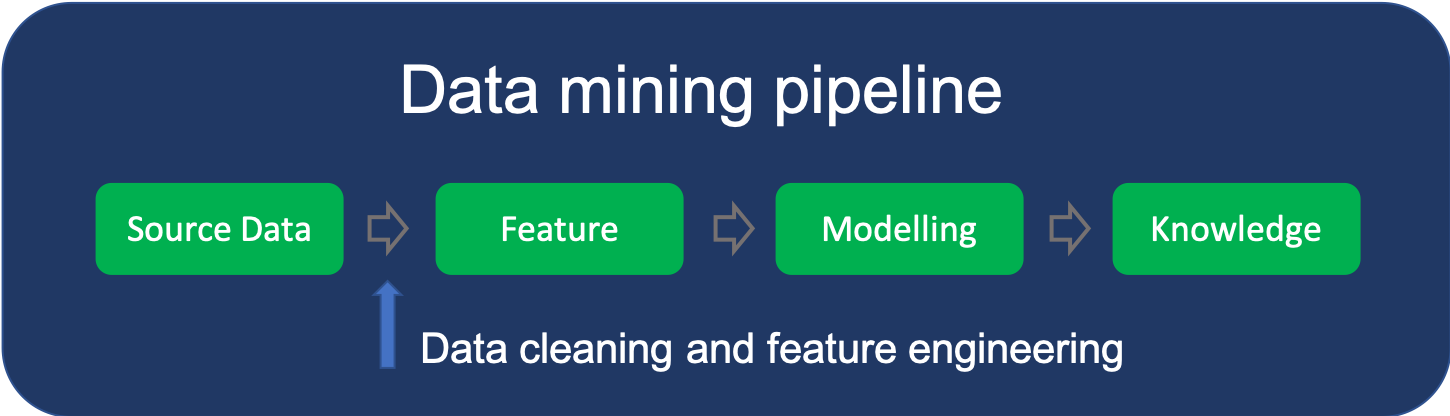 Data mining pipeline
Source Data
Feature
Modelling
Knowledge
Data cleaning and feature engineering